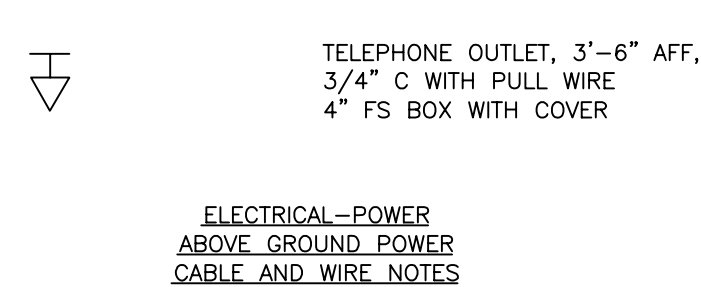 TELEPHONE OUTLET, 3'-6" AFF,
3/4" C WITH PULL WIRE
4" FS BOX WITH COVER
ELECTRICAL-POWER
ABOVE GROUND POWER
CABLE AND WIRE NOTES